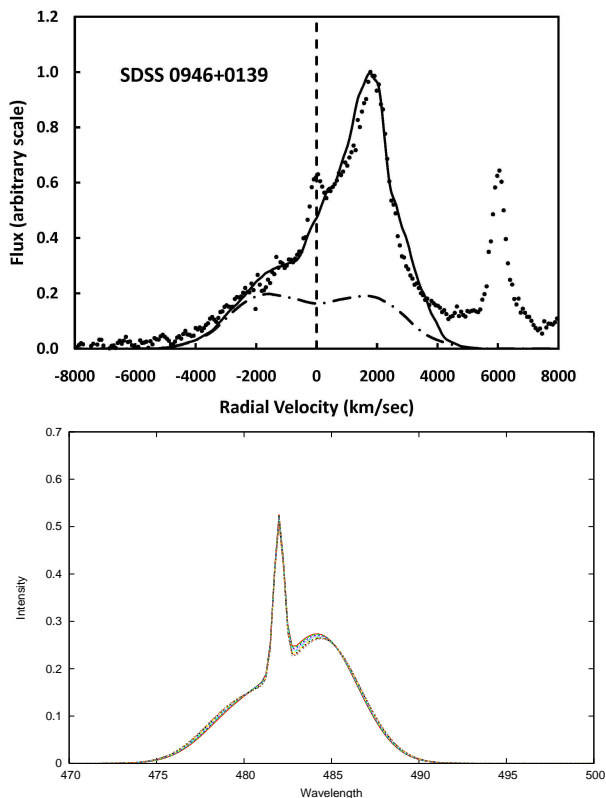 1.2
SDSS 0946+0139
1.0
0.8
0.6
0.4
0.2
0.0
Flux (arbitrary scale)
-8000 -6000 -4000 -2000 0 2000 4000 6000 8000
Radial Velocity (km/sec)
0.7
0.6
0.5
0.4
0.3
0.2
0.1
0
Intensity
470 475 480 485 490 495 500
Wavelength